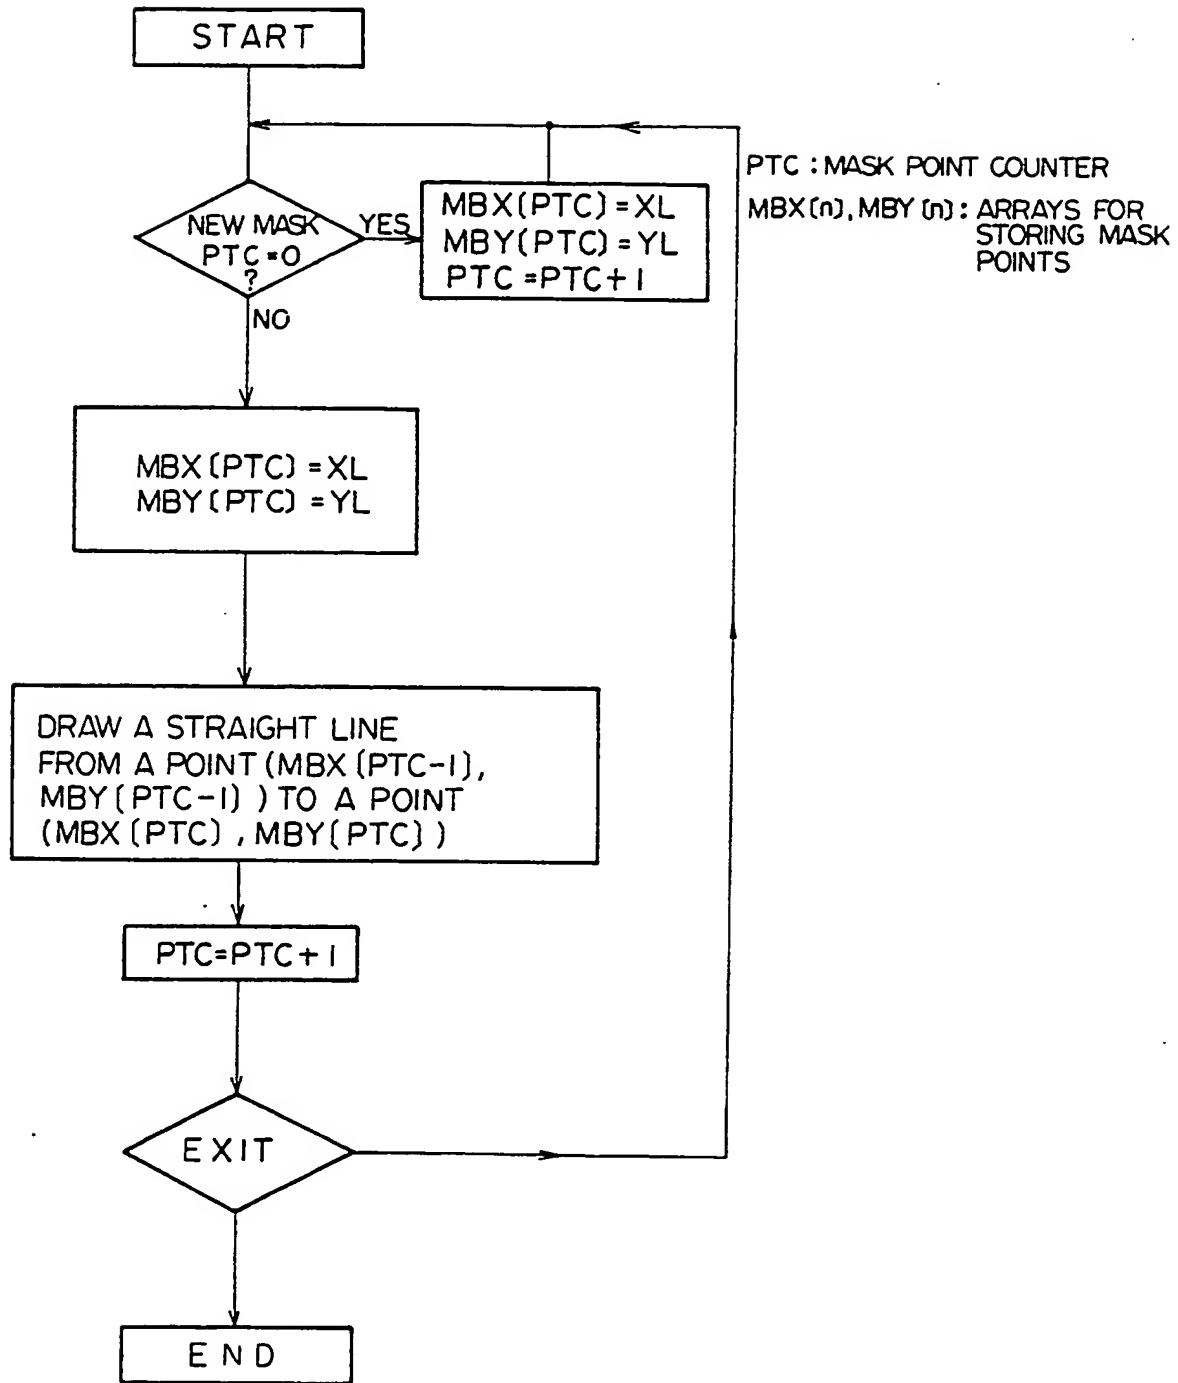 START
NEW MASK
PTC=0
?
YES
NO
MBX(PTC)=XL
MBY(PTC)=YL
PTC=PTC+1
PTC : MASK POINT COUNTER
MBX(n), MBY(n) : ARRAYS FOR
STORING MASK
POINTS
MBX(PTC) = XL
MBY(PTC) = YL
DRAW A STRAIGHT LINE
FROM A POINT (MBX(PTC-1),
MBY(PTC-1) ) TO A POINT
(MBX(PTC) , MBY(PTC) )
PTC=PTC+1
EXIT
END